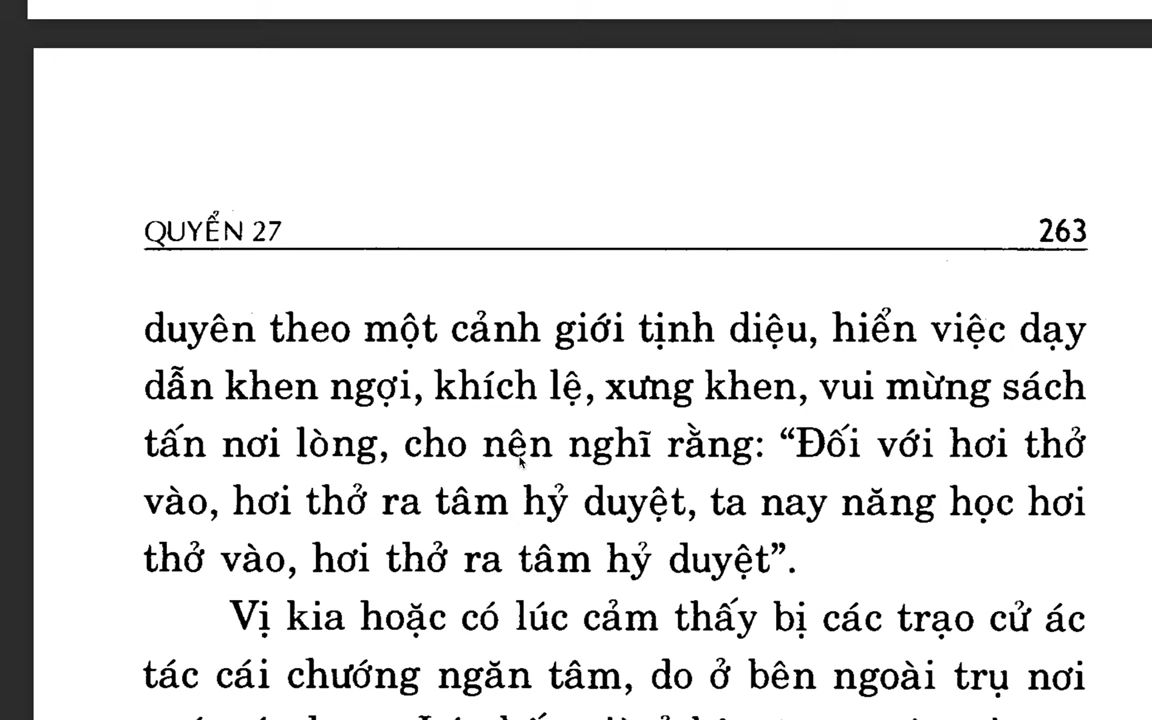 QUYỂN 27 263
duyên theo một cảnh giới tịnh diệu, hiển việc dạy
dẫn khen ngợi, khích lệ, xưng khen, vui mừng sách
tấn nơi lòng, cho nên nghĩ rằng: “Đối với hơi thở
vào, hơi thở ra tâm hỷ duyệt, ta nay năng học hơi
thở vào, hơi thở ra tâm hỷ duyệt”.
Vị kia hoặc có lúc cảm thấy bị các trạo cử ác
tác cái chướng ngăn tâm, do ở bên ngoài trụ nơi